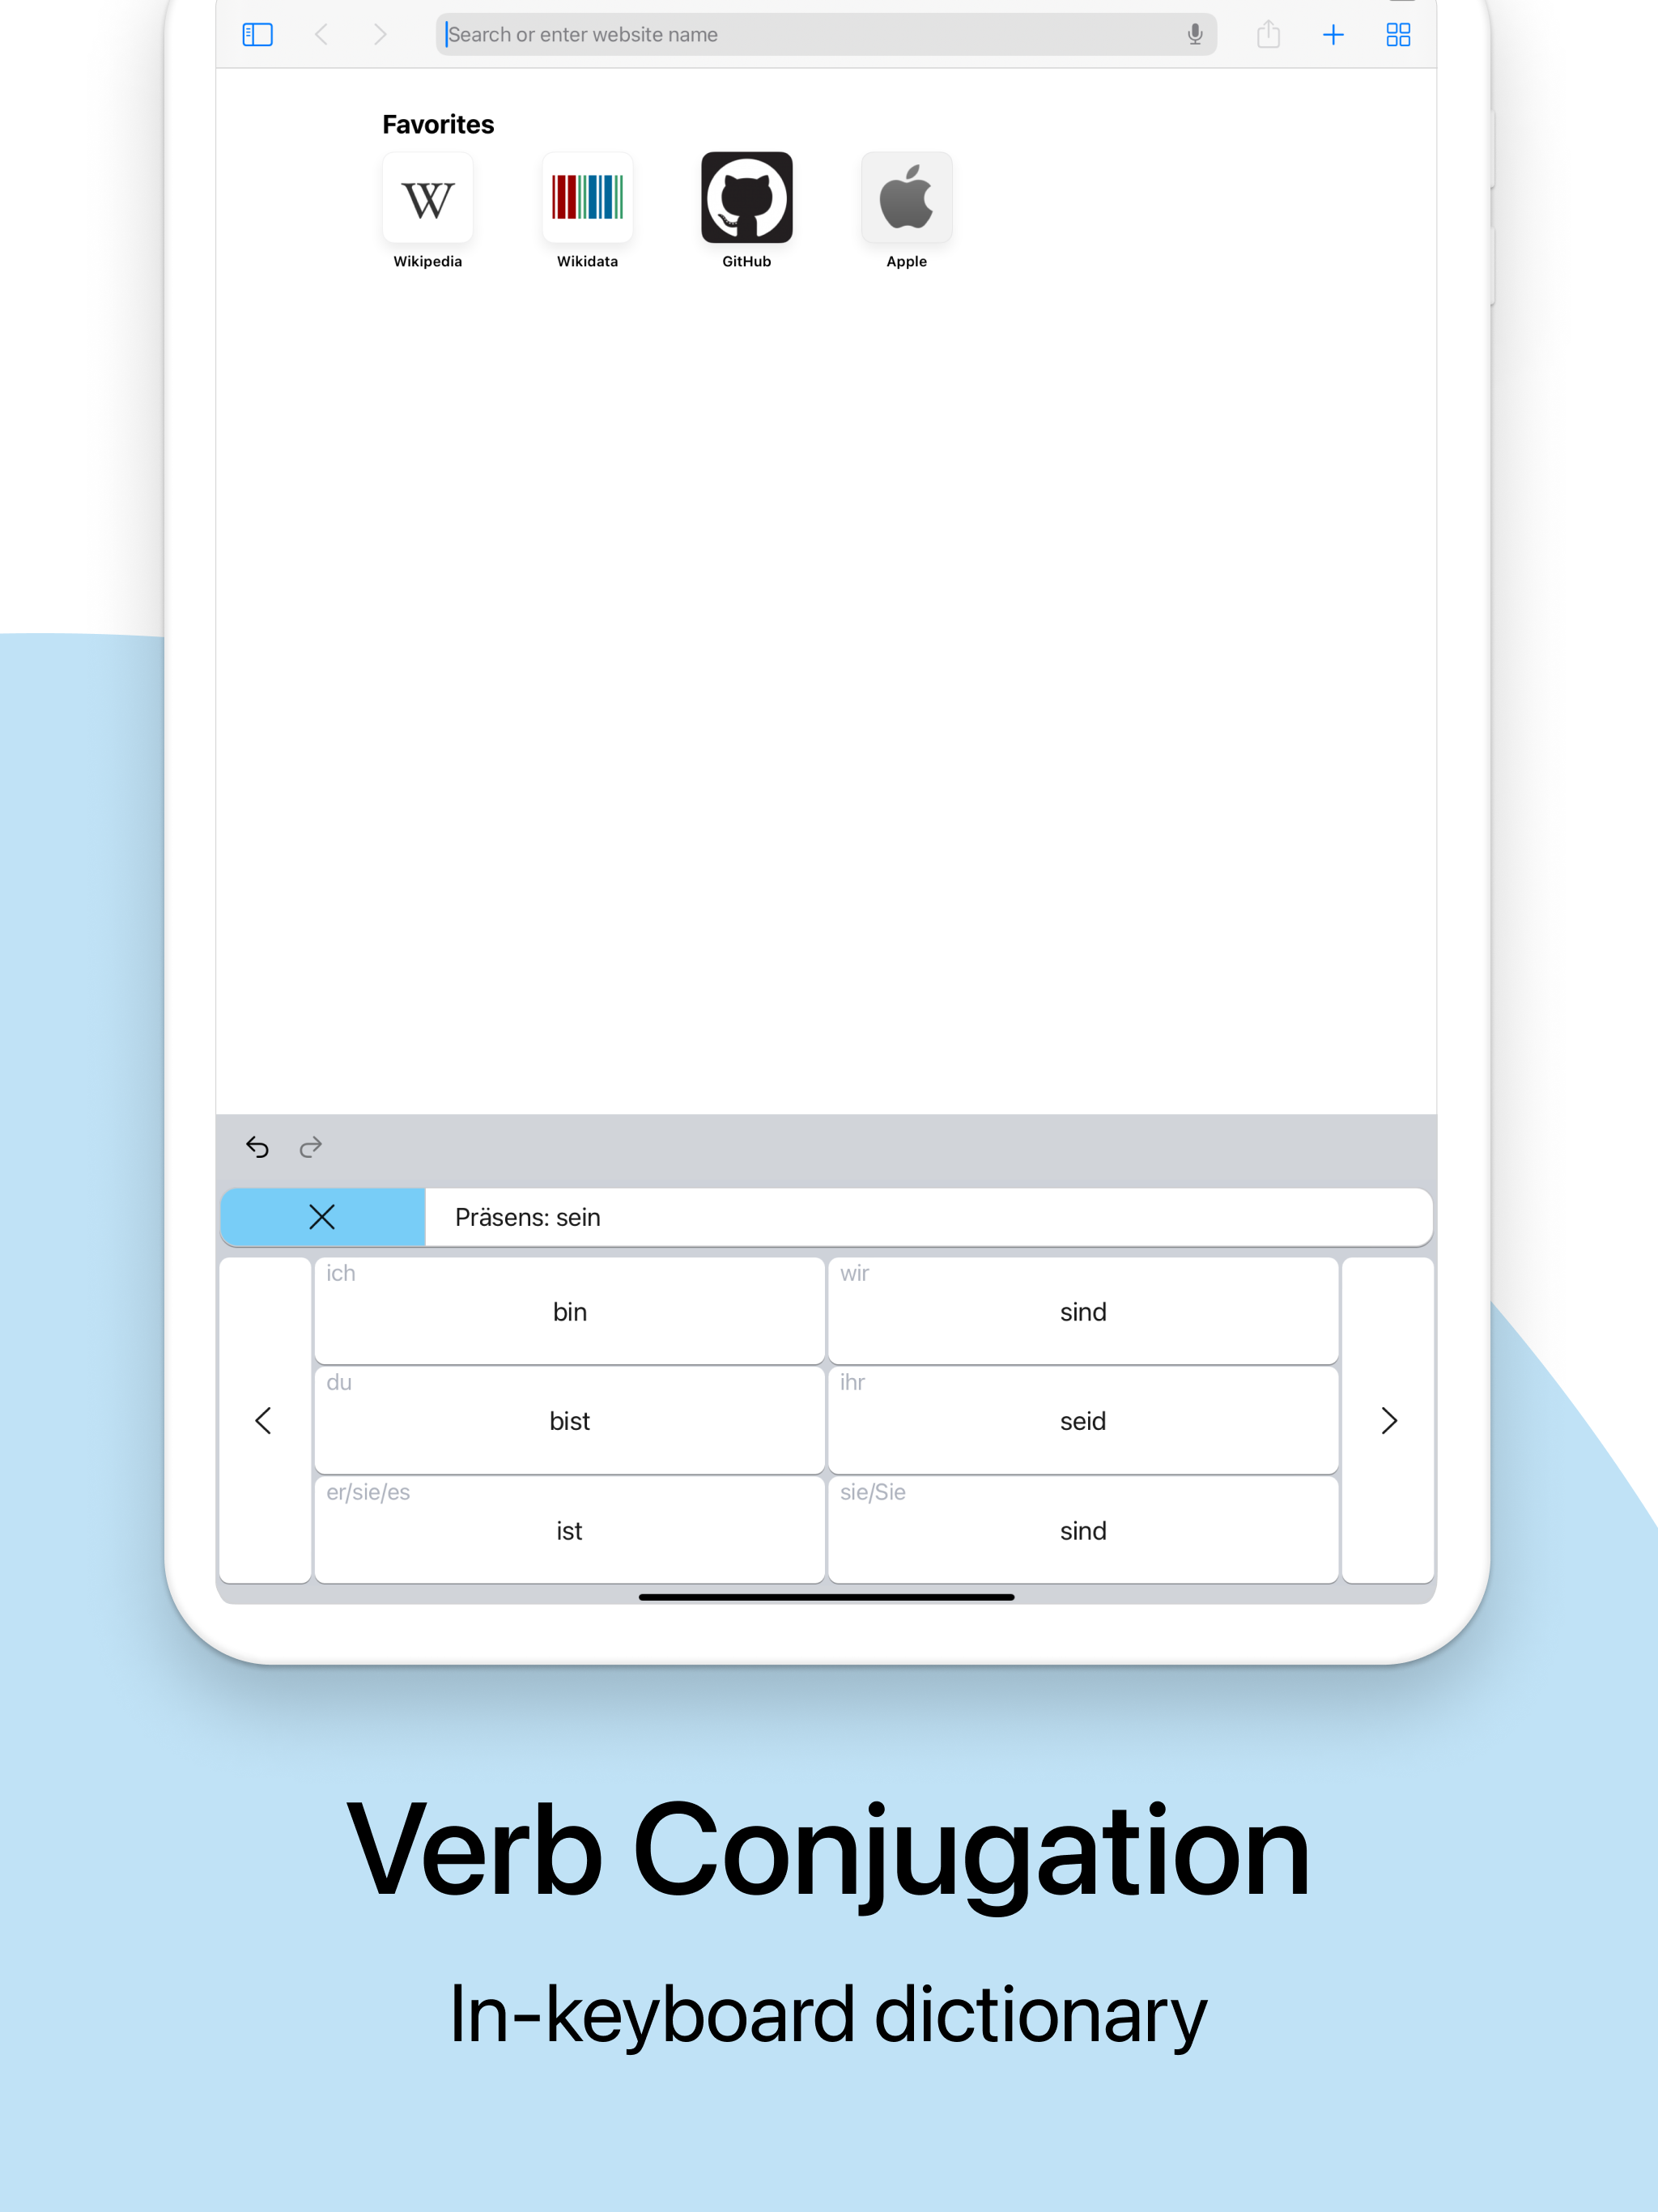 Search or enter website name
Favorites
W
Wikipedia Wikidata GitHub Apple
Präsens: sein
ich wir
bin sind
du ihr
bist seid
er/sie/es sie/Sie
ist sind
Verb Conjugation
In-keyboard dictionary